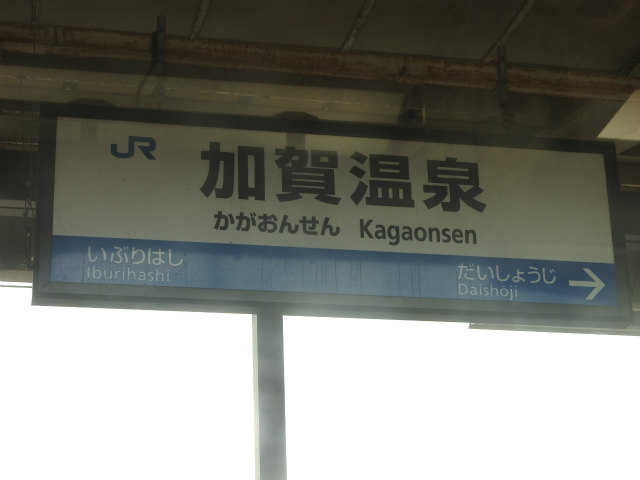 JR
加賀温泉
かがおんせん Kagaonsen
いぶりはし
Iburihashi
だいしょうじ →
Daishoji